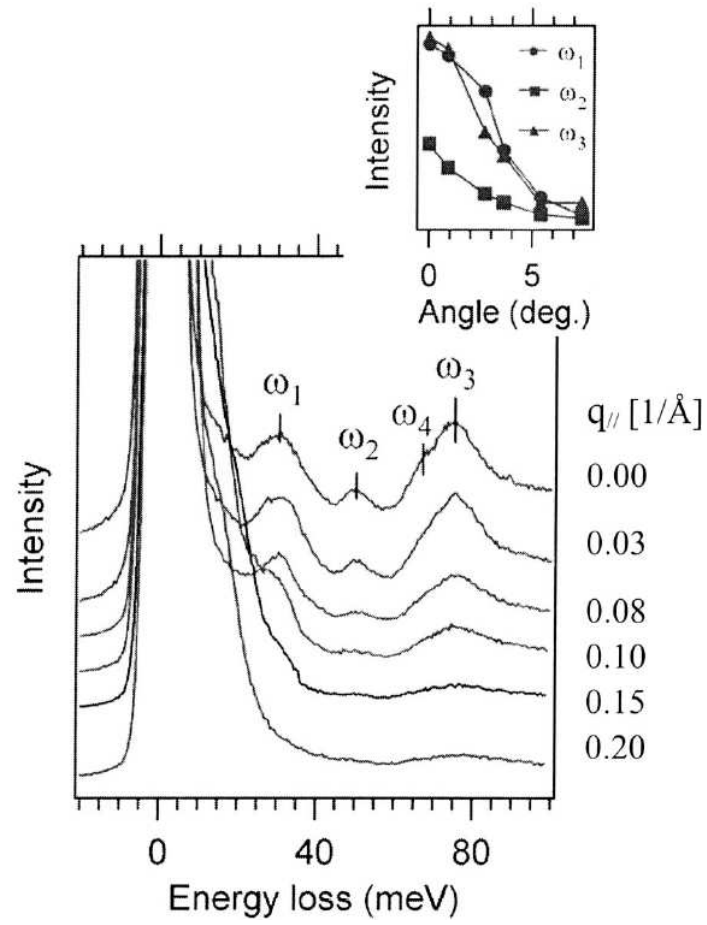 Intensity
ω1
ω2
ω3
0 5
Angle (deg.)
Intensity
ω1
ω2
ω4
ω3
q// [1/Å]
0.00
0.03
0.08
0.10
0.15
0.20
0 40 80
Energy loss (meV)